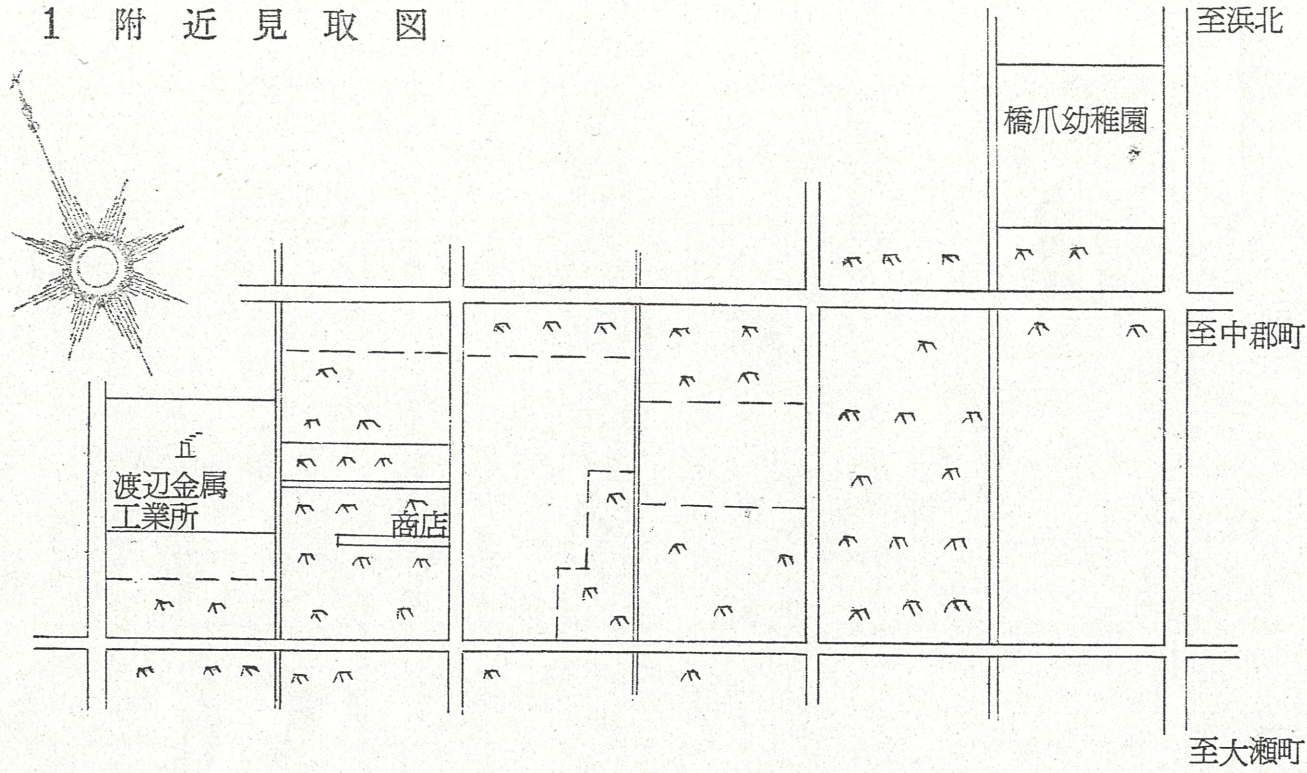 1 附近見取図
至浜北
橋爪幼稚園
至中郡町
渡辺金属
工業所
商店
至大瀬町